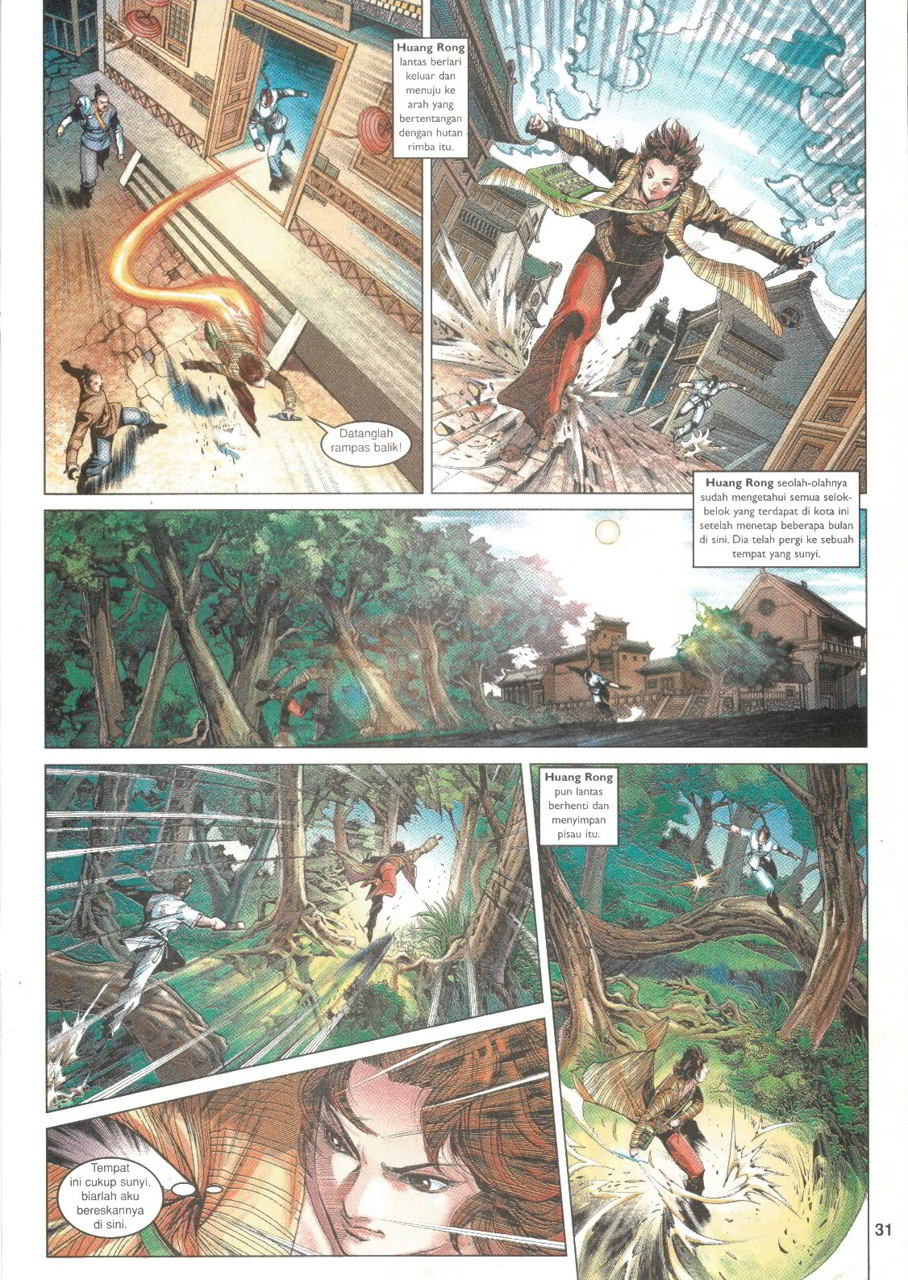 Huang Rong
lantas berlari
keluar dan
menuju ke
arah yang
bertentangan
dengan hutan
rimba itu.
Datanglah
rampas balik!
Huang Rong seolah-olahnya
sudah mengetahui semua selok-
belok yang terdapat di kota ini
setelah menetap beberapa bulan
di sini. Dia telah pergi ke sebuah
tempat yang sunyi.
Huang Rong
pun lantas
berhenti dan
menyimpan
pisau itu.
Tempat
ini cukup sunyi,
biarlah aku
bereskannya
di sini.
31